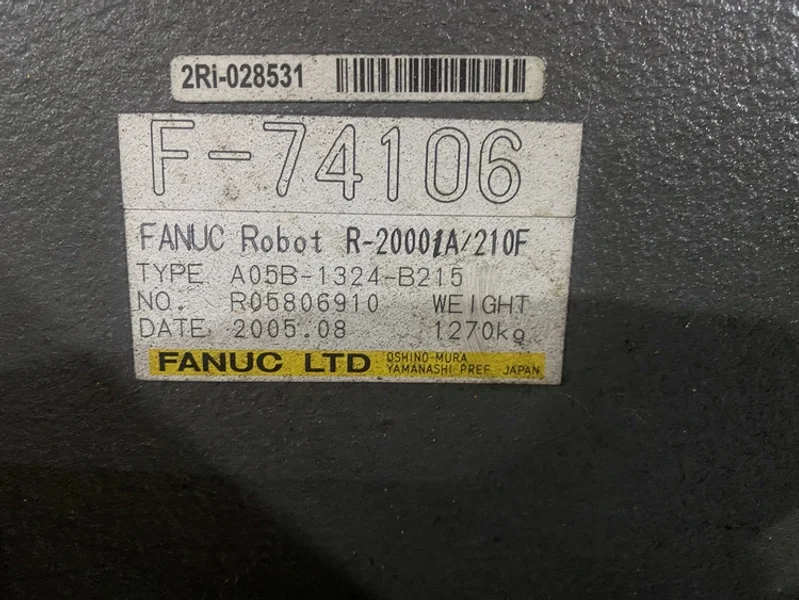 2Ri-028531
F-74106
FANUC Robot R-2000iA/210F
TYPE A05B-1324-B215
NO. R05806910 WEIGHT
DATE 2005.08 1270kg
FANUC LTD OSHINO-MURA
YAMANASHI PREF. JAPAN